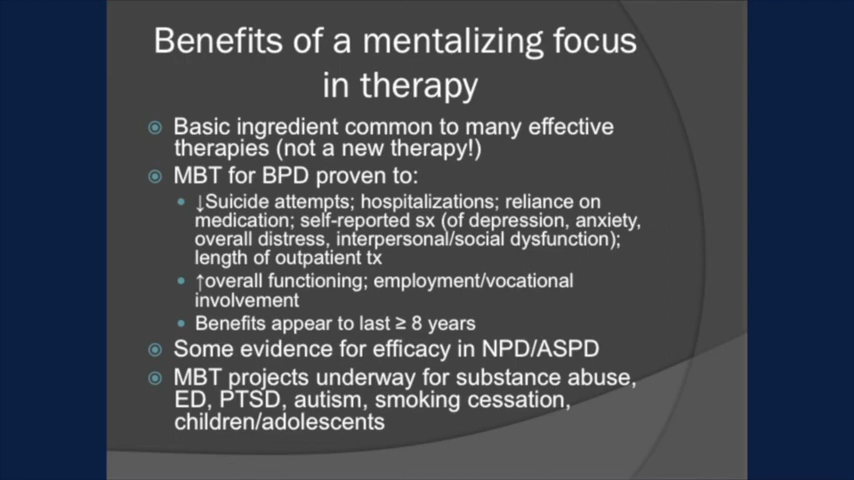 Benefits of a mentalizing focus
in therapy
Basic ingredient common to many effective
therapies (not a new therapy!)
MBT for BPD proven to:
↓Suicide attempts; hospitalizations; reliance on
medication; self-reported sx (of depression, anxiety,
overall distress, interpersonal/social dysfunction);
length of outpatient tx
↑overall functioning; employment/vocational
involvement
Benefits appear to last ≥ 8 years
Some evidence for efficacy in NPD/ASPD
MBT projects underway for substance abuse,
ED, PTSD, autism, smoking cessation,
children/adolescents